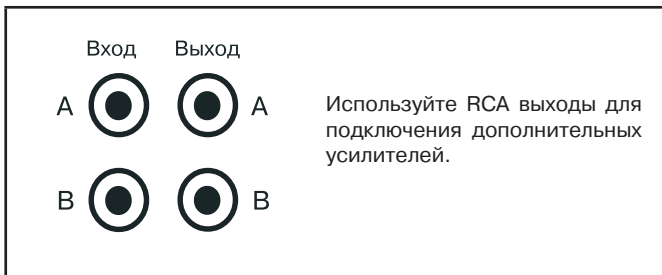 Вход Выход
A A
B B
Используйте RCA выходы для
подключения дополнительных
усилителей.